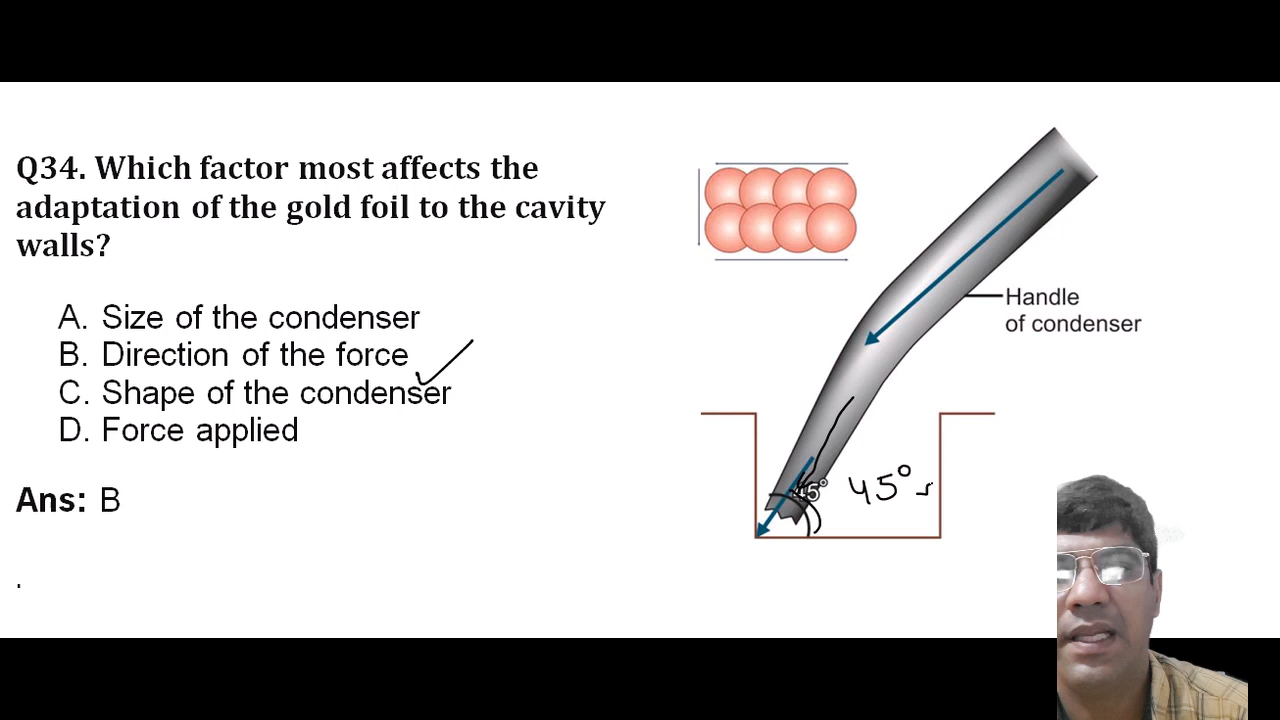 Q34. Which factor most affects the
adaptation of the gold foil to the cavity
walls?
A. Size of the condenser
B. Direction of the force
C. Shape of the condenser
D. Force applied
Ans: B
.
Handle
of condenser
45°
45°